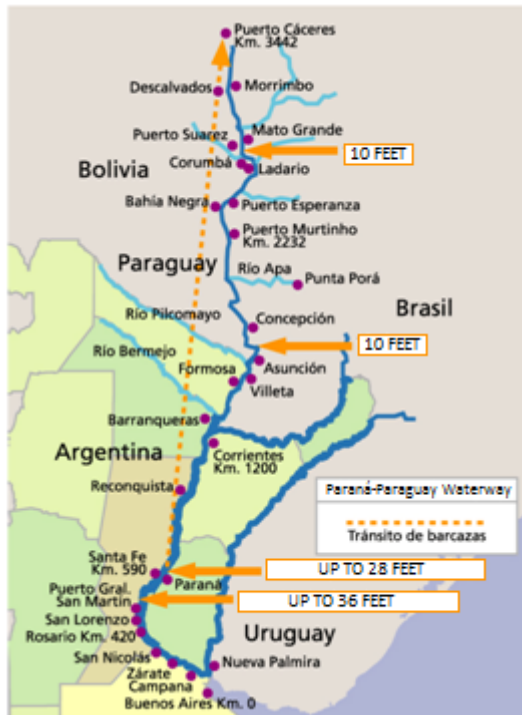 Puerto Cáceres
Km. 3442
Descalvados
Morrimbo
Mato Grande
Puerto Suarez
10 FEET
Corumbá
Ladario
Bolivia
Bahía Negra
Puerto Esperanza
Puerto Murtinho
Km. 2232
Paraguay
Río Apa
Punta Porá
Río Pilcomayo
Concepción
Brasil
Río Bermejo
10 FEET
Asunción
Formosa
Villeta
Barranqueras
Argentina
Corrientes
Km. 1200
Reconquista
Paraná-Paraguay Waterway
Tránsito de barcazas
Santa Fe
Km. 590
UP TO 28 FEET
Paraná
Puerto Gral.
San Martín
UP TO 36 FEET
San Lorenzo
Rosario Km. 420
Uruguay
San Nicolás
Nueva Palmira
Zárate
Campana
Buenos Aires Km. 0